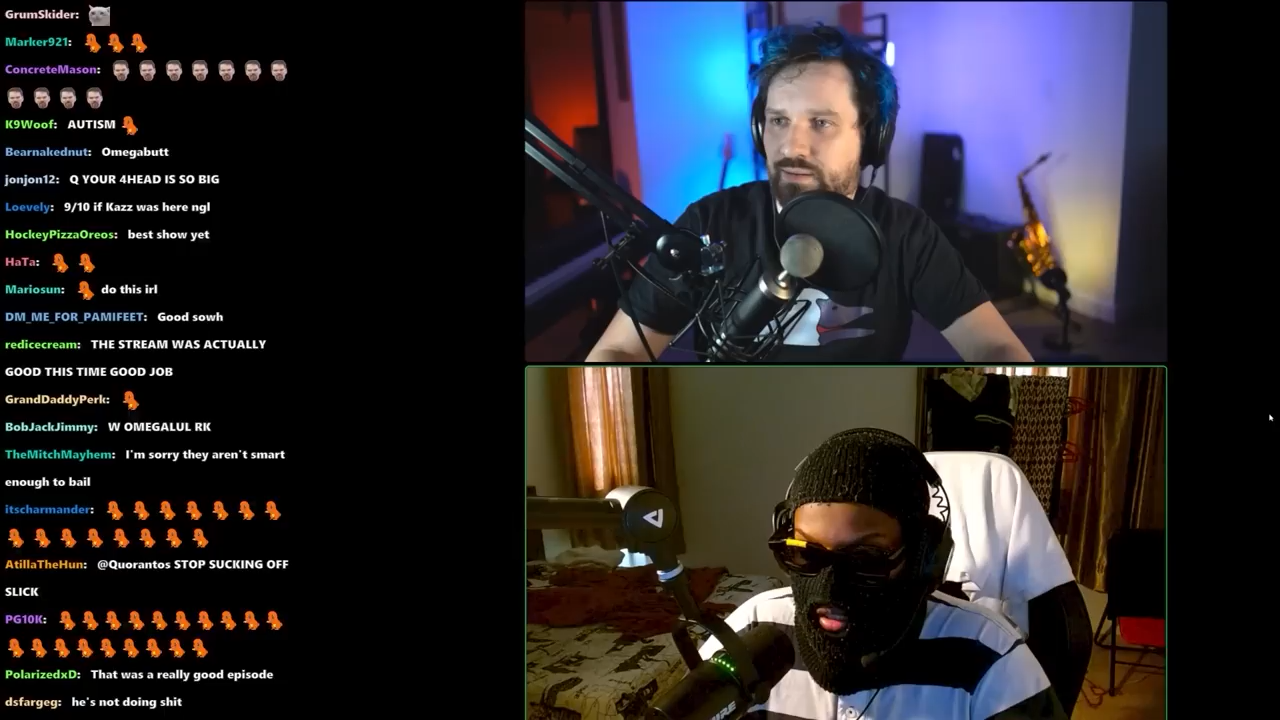 GrumSkider:
Marker921:
ConcreteMason:
K9Woof: AUTISM
Bearnakednut: Omegabutt
jonjon12: Q YOUR 4HEAD IS SO BIG
Loevely: 9/10 if Kazz was here ngl
HockeyPizzaOreos: best show yet
HaTa:
Mariosun: do this irl
DM_ME_FOR_PAMIFEET: Good sowh
redicecream: THE STREAM WAS ACTUALLY
GOOD THIS TIME GOOD JOB
GrandDaddyPerk:
BobJackJimmy: W OMEGALUL RK
TheMitchMayhem: I'm sorry they aren't smart
enough to bail
itscharmander:
AtillaTheHun: @Quorantos STOP SUCKING OFF
SLICK
PG10K:
PolarizedxD: That was a really good episode
dsfargeg: he's not doing shit